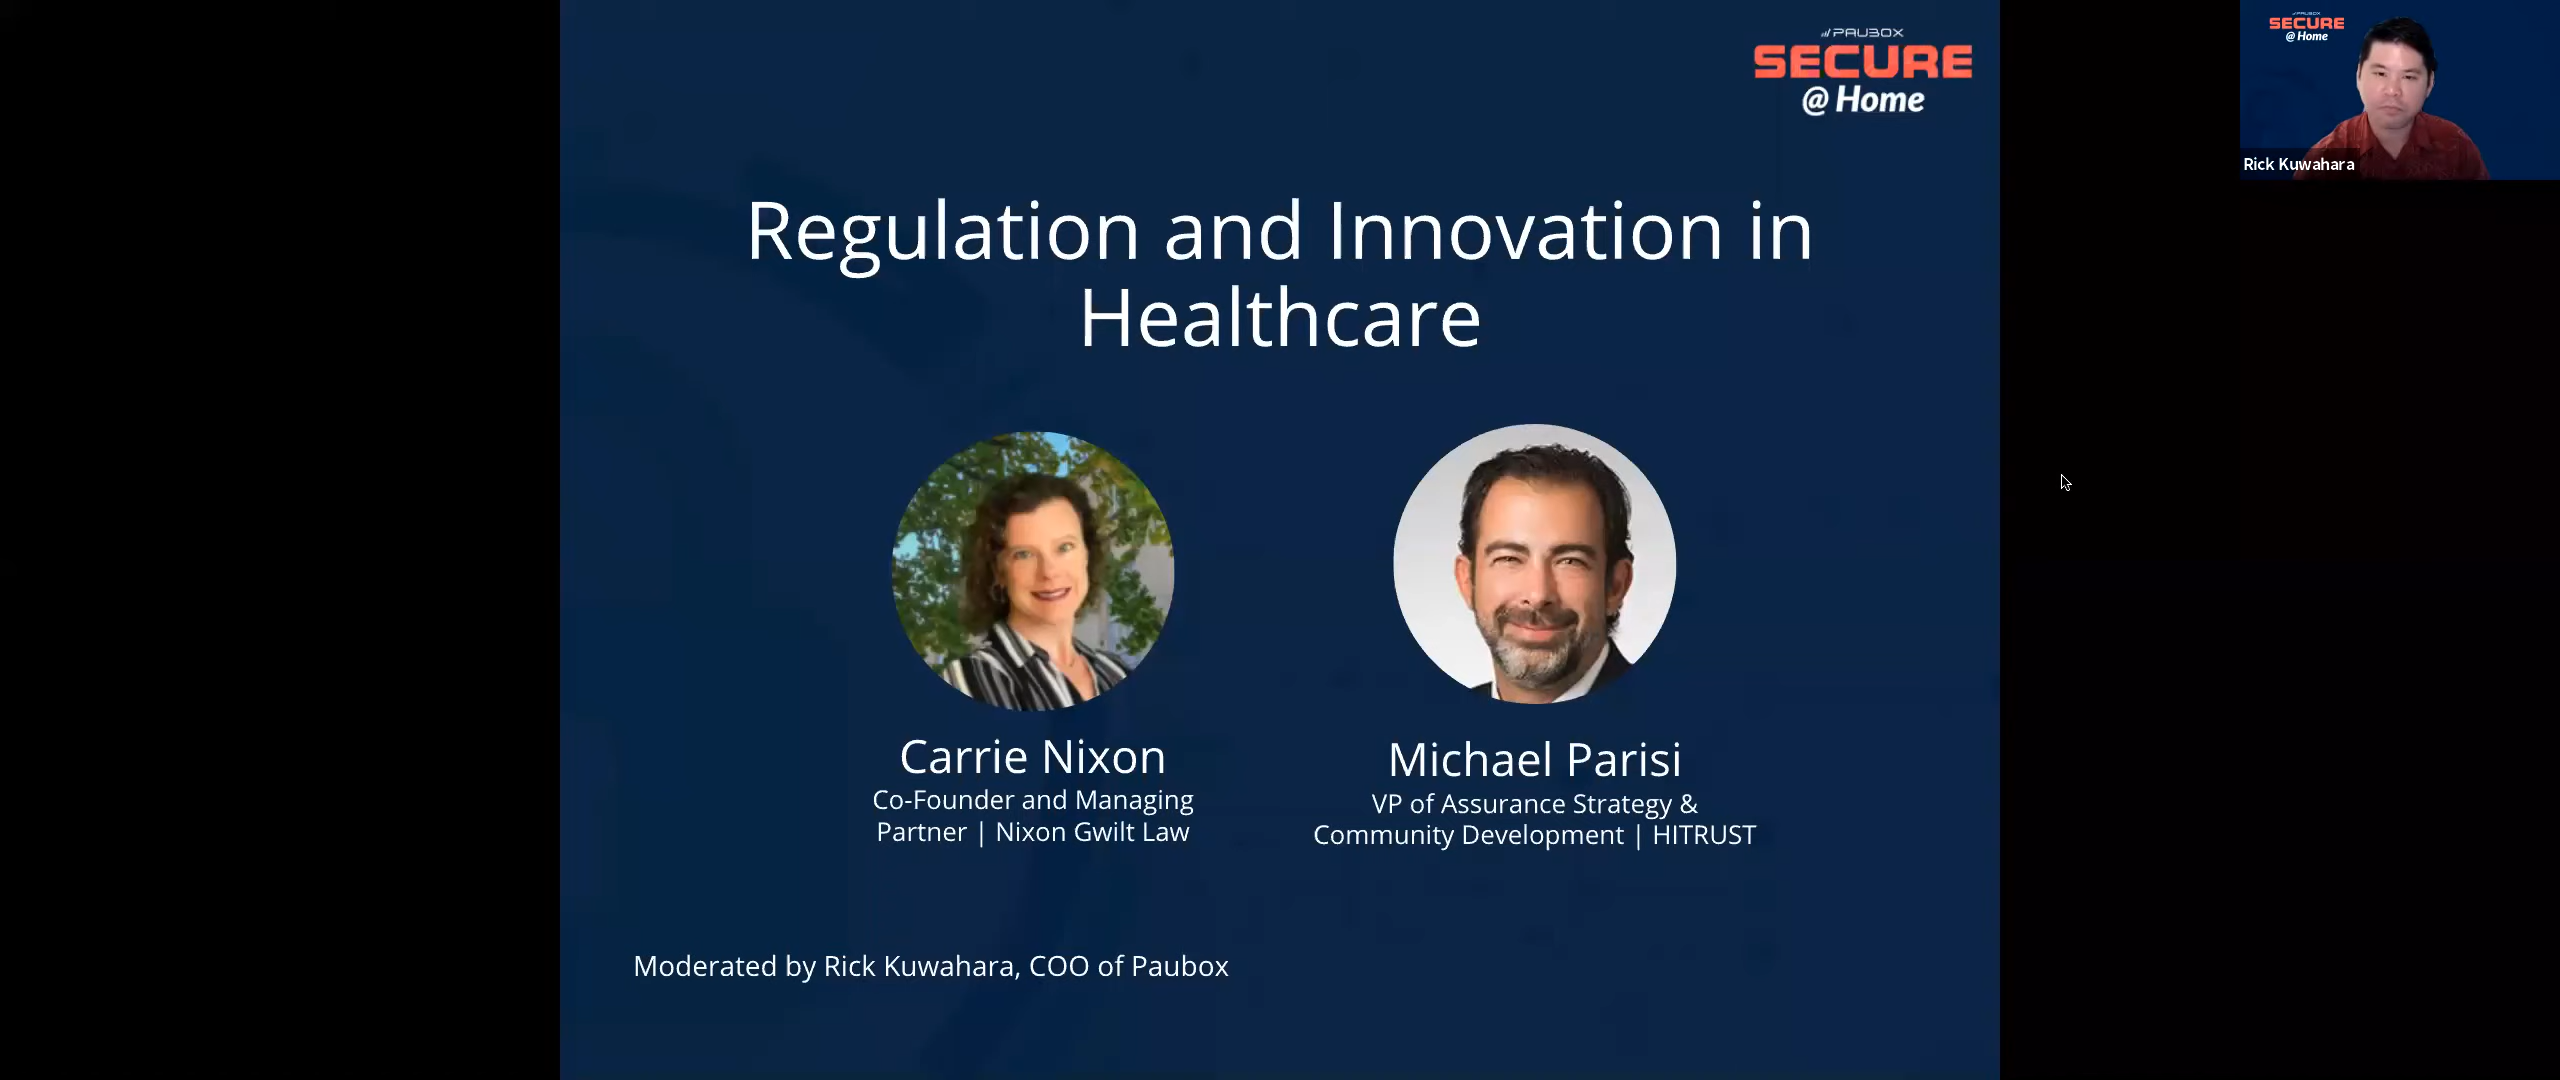 PAUBOX
SECURE
@ Home
PAUBOX
SECURE
@ Home
Rick Kuwahara
Regulation and Innovation in
Healthcare
Carrie Nixon
Co-Founder and Managing
Partner | Nixon Gwilt Law
Michael Parisi
VP of Assurance Strategy &
Community Development | HITRUST
Moderated by Rick Kuwahara, COO of Paubox